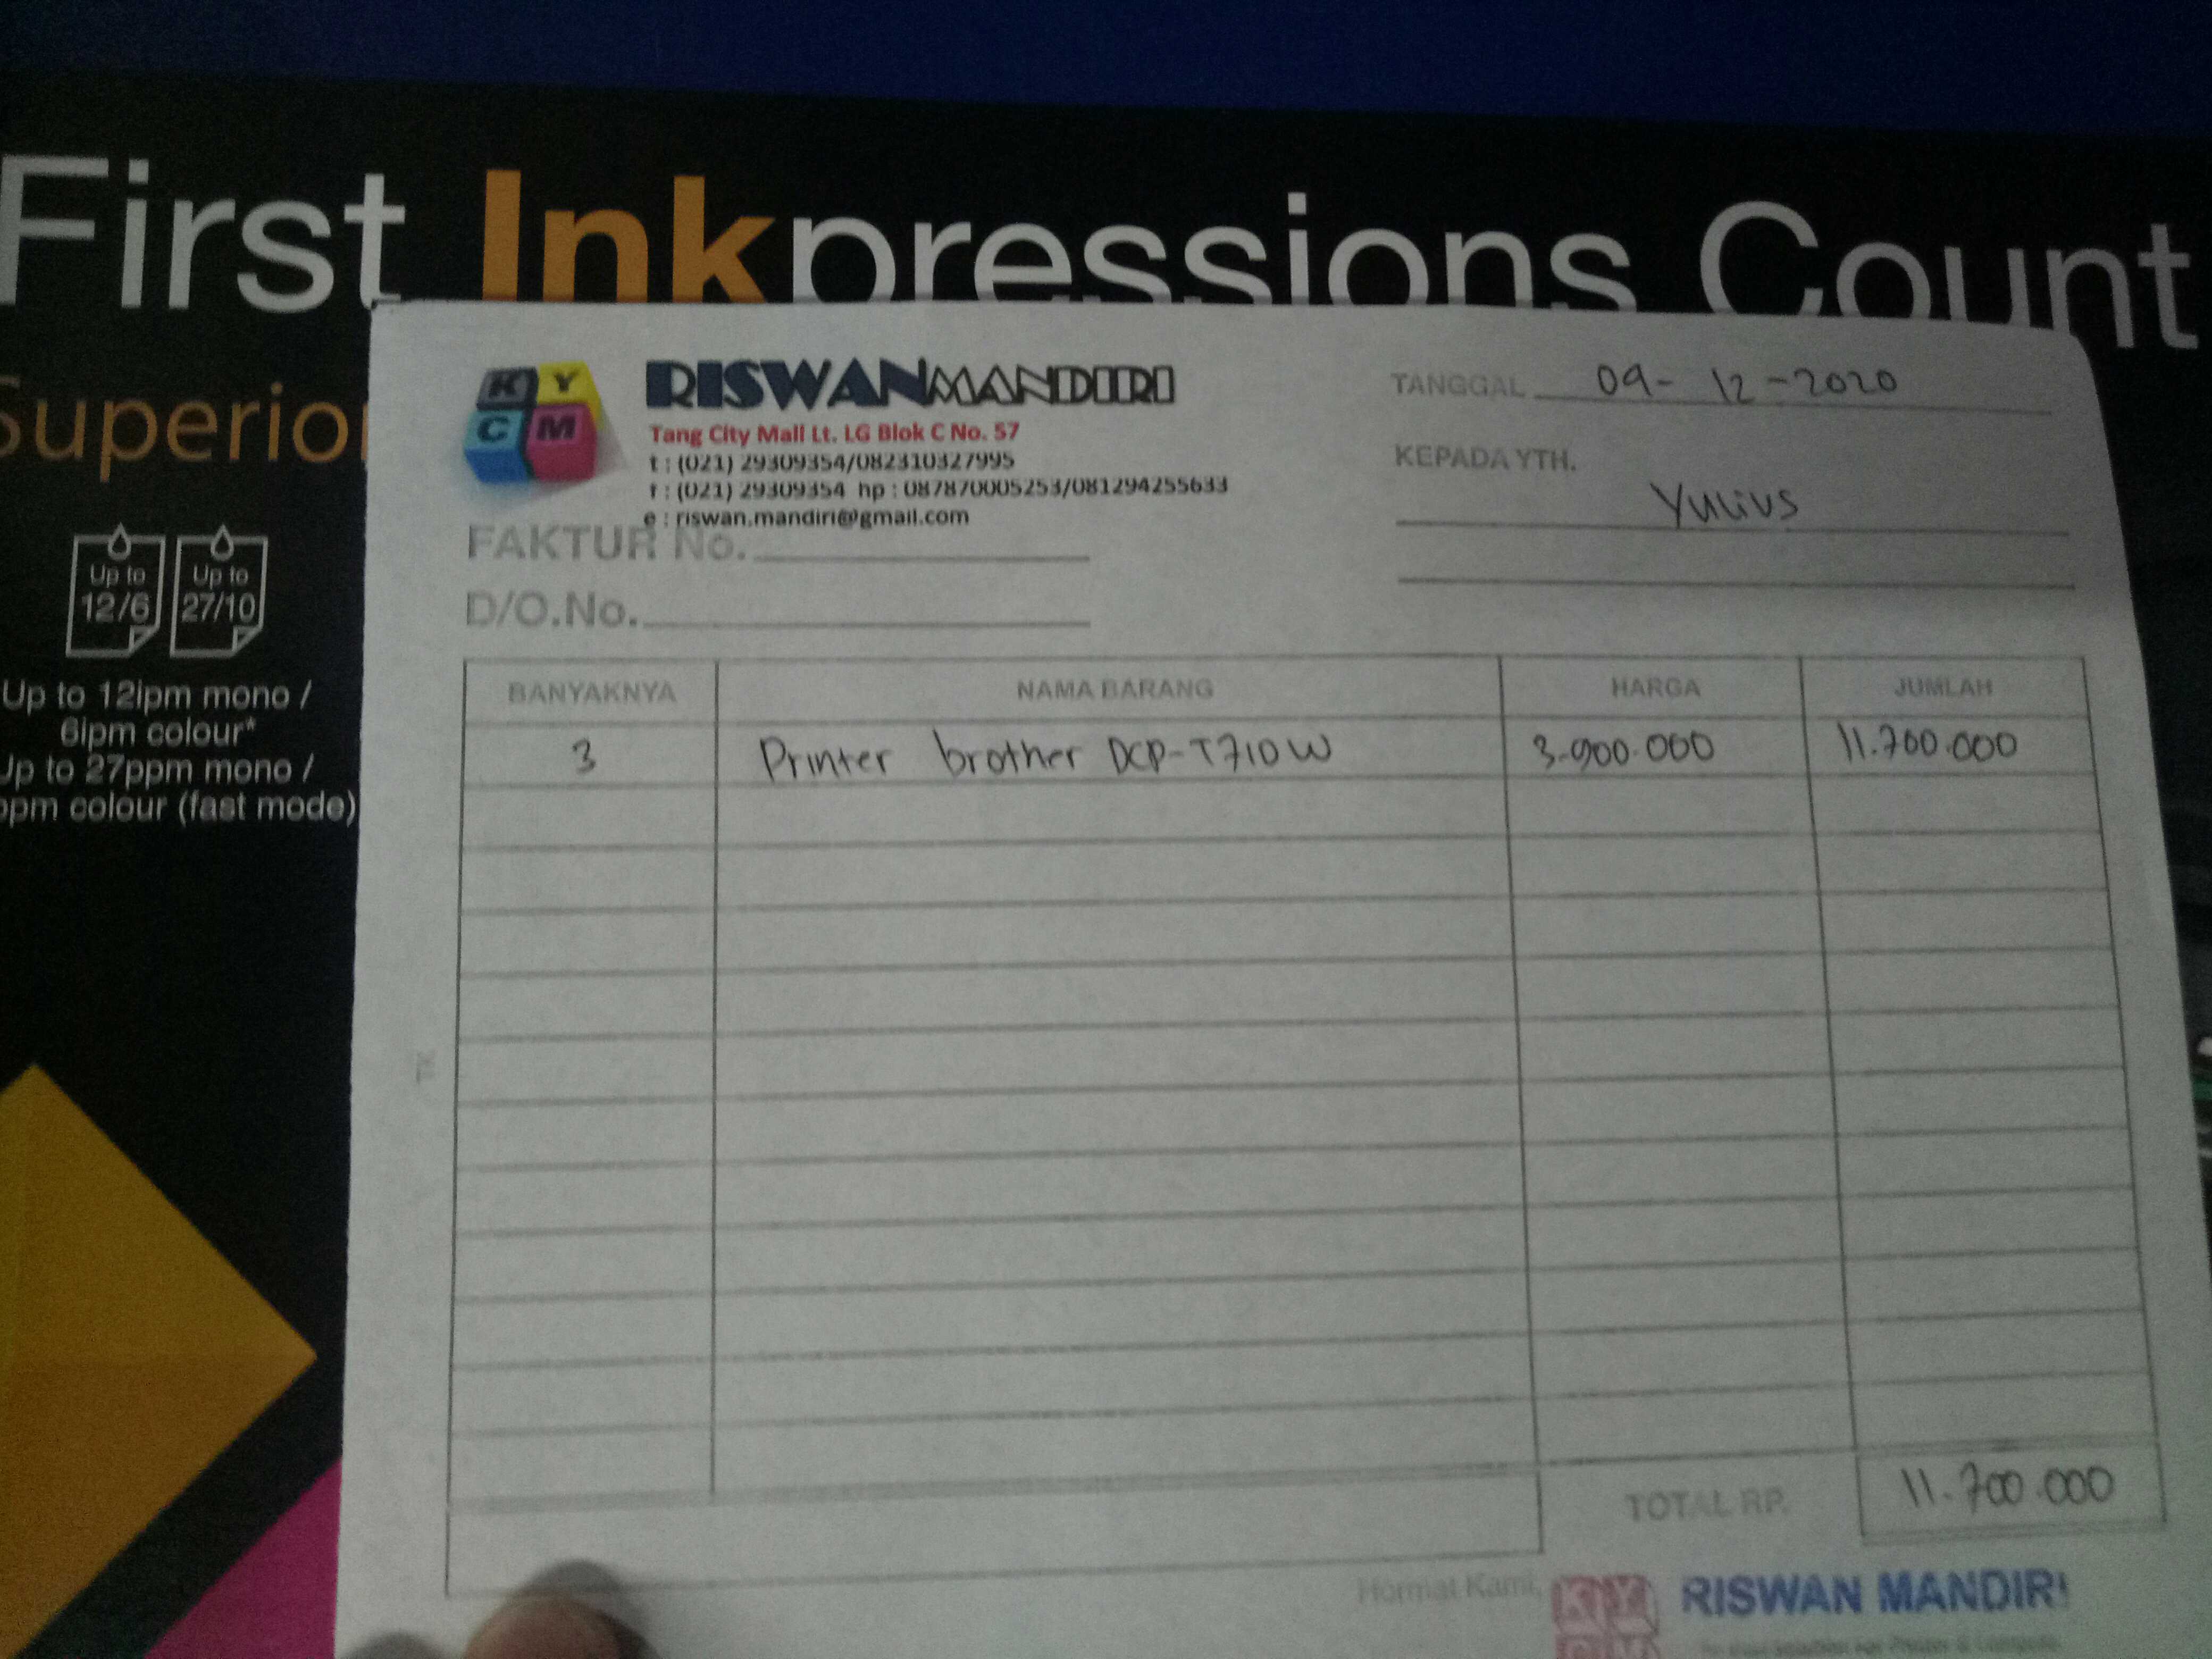 First Inkpressions Count
Superior
Up to
12/6
Up to
27/10
Up to 12ipm mono /
6ipm colour*
Up to 27ppm mono /
ppm colour (fast mode)
K Y
C M
RISWANMANDIRI
Tang City Mall Lt. LG Blok C No. 57
t : (021) 29309354/082310327995
f : (021) 29309354 hp : 087870005253/081294255633
e : riswan.mandiri@gmail.com
FAKTUR No.
D/O.No.
TANGGAL 09-12-2020
KEPADA YTH.
Yulius
BANYAKNYA NAMA BARANG HARGA JUMLAH
3 Printer brother DCP-T710W 3.900.000 11.700.000
TOTAL RP. 11.700.000
Hormat Kami,
K Y
RISWAN MANDIRI